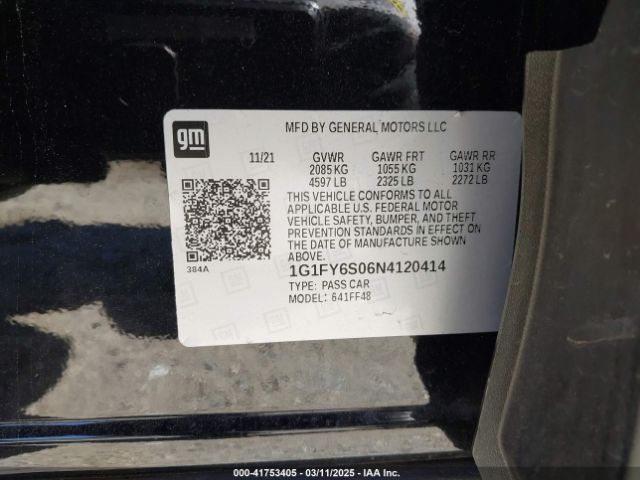 gm
MFD BY GENERAL MOTORS LLC
11/21 GVWR GAWR FRT GAWR RR
2085 KG 1055 KG 1031 KG
4597 LB 2325 LB 2272 LB
THIS VEHICLE CONFORMS TO ALL
APPLICABLE U.S. FEDERAL MOTOR
VEHICLE SAFETY, BUMPER, AND THEFT
PREVENTION STANDARDS IN EFFECT ON
THE DATE OF MANUFACTURE SHOWN
ABOVE.
384A
1G1FY6S06N4120414
TYPE: PASS CAR
MODEL: 641FF48
000-41753405 - 03/11/2025 - IAA Inc.